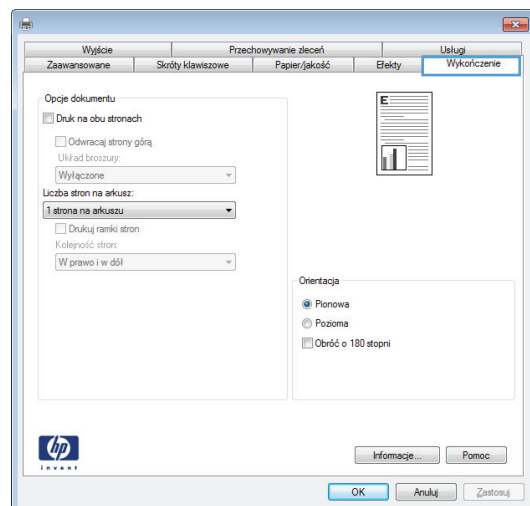 Wyjście
Przechowywanie zleceń
Usługi
Zaawansowane
Skróty klawiszowe
Papier/jakość
Efekty
Wykończenie
Opcje dokumentu
Druk na obu stronach
Odwracaj strony górą
Układ broszury:
Wyłączone
Liczba stron na arkusz:
1 strona na arkuszu
Drukuj ramki stron
Kolejność stron:
W prawo i w dół
E
Orientacja
Pionowa
Pozioma
Obróć o 180 stopni
hp
invent
Informacje...
Pomoc
OK
Anuluj
Zastosuj